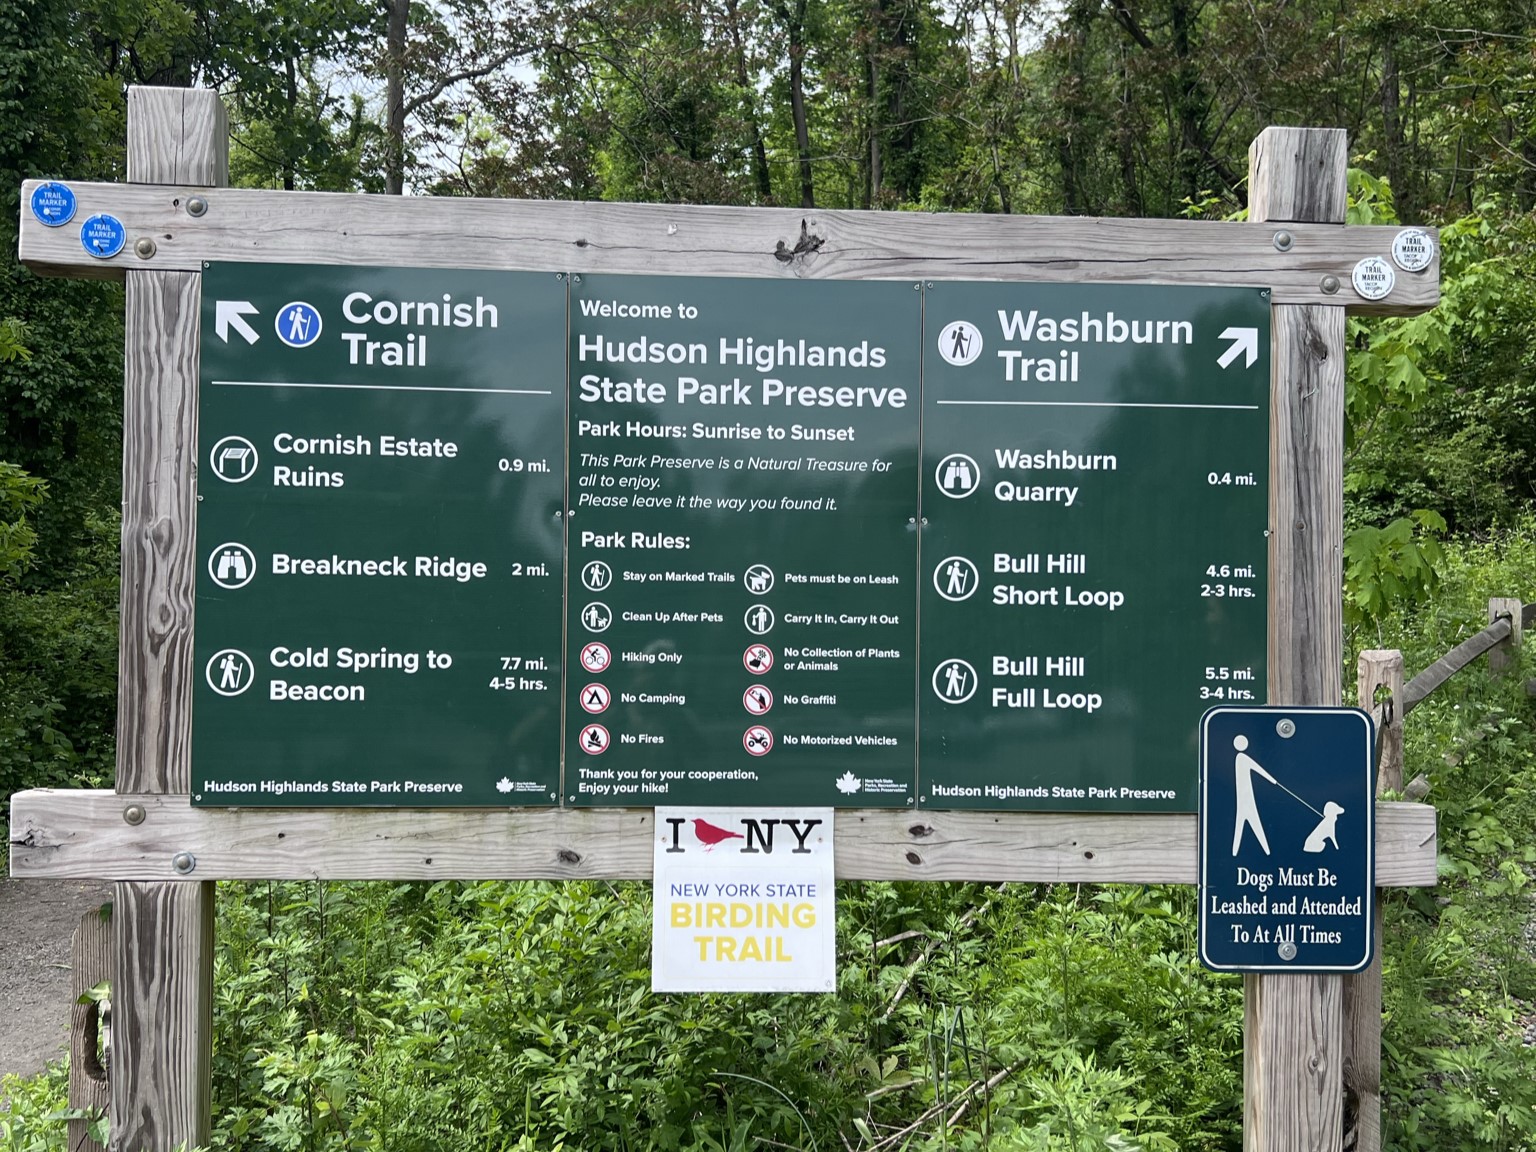 TRAIL
MARKER
TRAIL
MARKER
TRAIL
MARKER
TRAIL
MARKER
Cornish
Trail
Cornish Estate
Ruins
0.9 mi.
Breakneck Ridge 2 mi.
Cold Spring to
Beacon
7.7 mi.
4-5 hrs.
Hudson Highlands State Park Preserve
Welcome to
Hudson Highlands
State Park Preserve
Park Hours: Sunrise to Sunset
This Park Preserve is a Natural Treasure for
all to enjoy.
Please leave it the way you found it.
Park Rules:
Stay on Marked Trails
Pets must be on Leash
Clean Up After Pets
Carry It In, Carry It Out
Hiking Only
No Collection of Plants
or Animals
No Camping
No Graffiti
No Fires
No Motorized Vehicles
Thank you for your cooperation,
Enjoy your hike!
New York State
Parks, Recreation and
Historic Preservation
Washburn
Trail
Washburn
Quarry
0.4 mi.
Bull Hill
Short Loop
4.6 mi.
2-3 hrs.
Bull Hill
Full Loop
5.5 mi.
3-4 hrs.
Hudson Highlands State Park Preserve
I NY
NEW YORK STATE
BIRDING
TRAIL
Dogs Must Be
Leashed and Attended
To At All Times